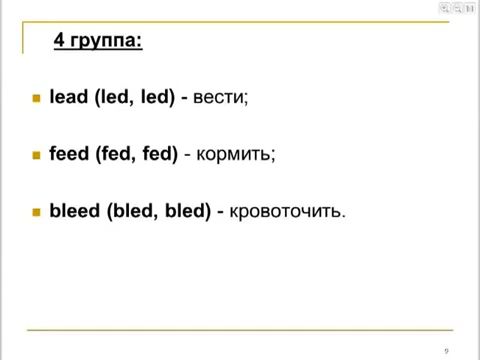 4 группа:
lead (led, led) - вести;
feed (fed, fed) - кормить;
bleed (bled, bled) - кровоточить.
9